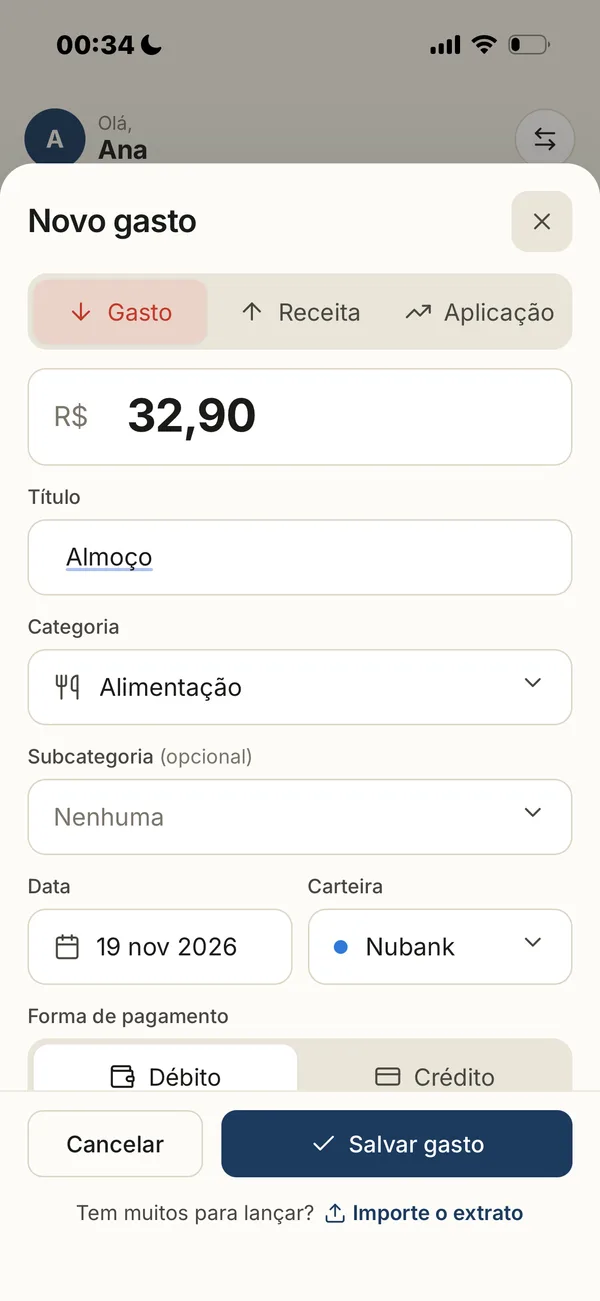 00:34
A
Olá,
Ana
Novo gasto
Gasto
Receita
Aplicação
R$ 32,90
Título
Almoço
Categoria
Alimentação
Subcategoria (opcional)
Nenhuma
Data
Carteira
19 nov 2026
Nubank
Forma de pagamento
Débito
Crédito
Cancelar
Salvar gasto
Tem muitos para lançar? Importe o extrato